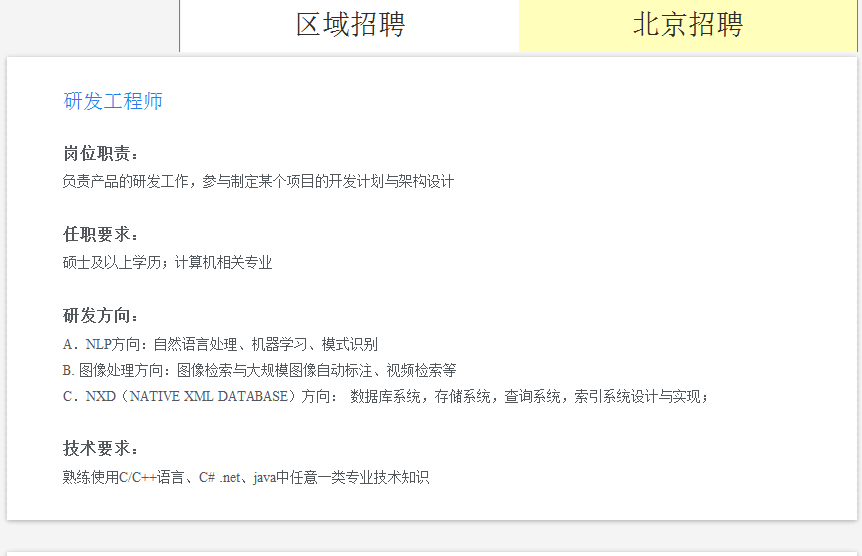 区域招聘
北京招聘
研发工程师
岗位职责：
负责产品的研发工作，参与制定某个项目的开发计划与架构设计
任职要求：
硕士及以上学历；计算机相关专业
研发方向：
A．NLP方向：自然语言处理、机器学习、模式识别
B. 图像处理方向：图像检索与大规模图像自动标注、视频检索等
C．NXD（NATIVE XML DATABASE）方向： 数据库系统，存储系统，查询系统，索引系统设计与实现；
技术要求：
熟练使用C/C++语言、C# .net、java中任意一类专业技术知识